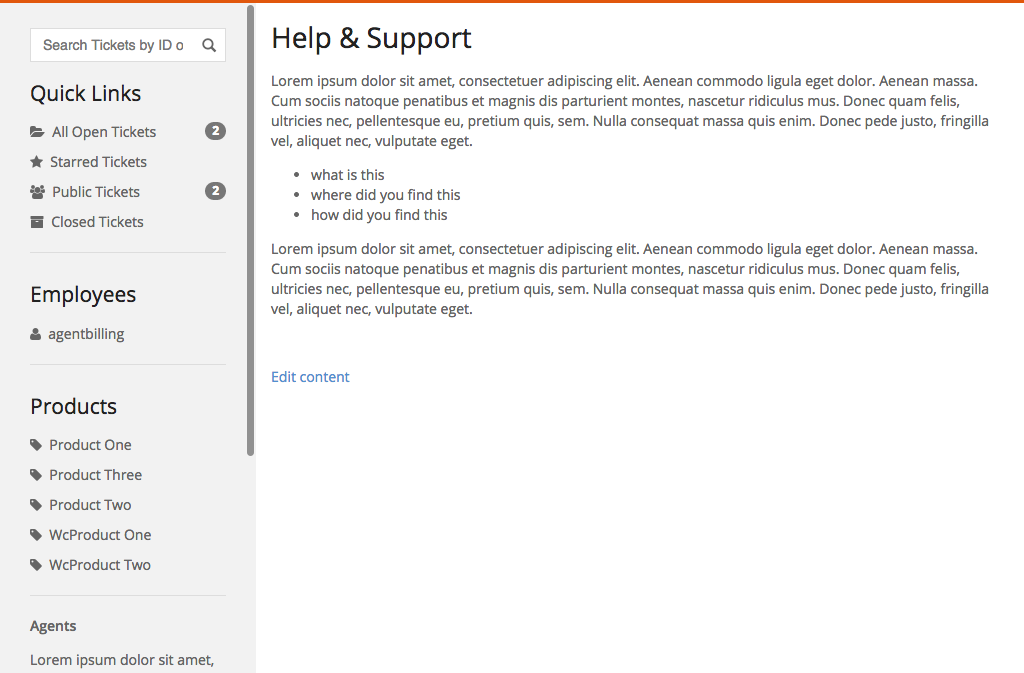 Search Tickets by ID o
Quick Links
All Open Tickets 2
Starred Tickets
Public Tickets 2
Closed Tickets
Employees
agentbilling
Products
Product One
Product Three
Product Two
WcProduct One
WcProduct Two
Agents
Lorem ipsum dolor sit amet,
Help & Support
Lorem ipsum dolor sit amet, consectetuer adipiscing elit. Aenean commodo ligula eget dolor. Aenean massa.
Cum sociis natoque penatibus et magnis dis parturient montes, nascetur ridiculus mus. Donec quam felis,
ultricies nec, pellentesque eu, pretium quis, sem. Nulla consequat massa quis enim. Donec pede justo, fringilla
vel, aliquet nec, vulputate eget.
• what is this
• where did you find this
• how did you find this
Lorem ipsum dolor sit amet, consectetuer adipiscing elit. Aenean commodo ligula eget dolor. Aenean massa.
Cum sociis natoque penatibus et magnis dis parturient montes, nascetur ridiculus mus. Donec quam felis,
ultricies nec, pellentesque eu, pretium quis, sem. Nulla consequat massa quis enim. Donec pede justo, fringilla
vel, aliquet nec, vulputate eget.
Edit content